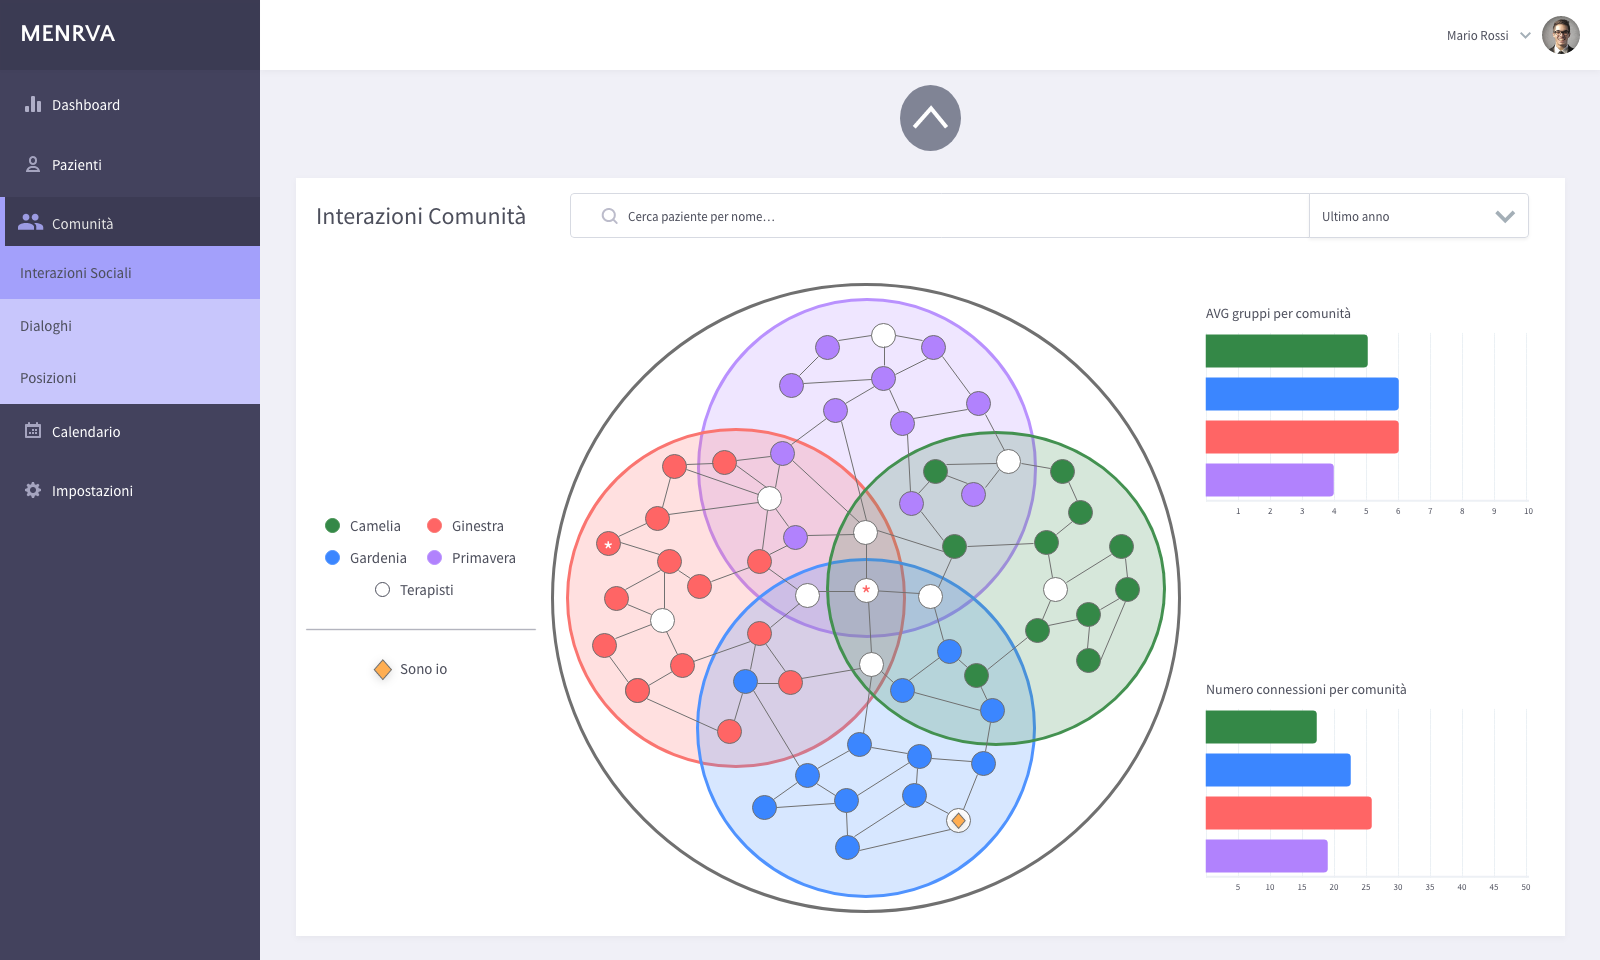 MENRVA
Mario Rossi
Dashboard
Pazienti
Comunità
Interazioni Sociali
Dialoghi
Posizioni
Calendario
Impostazioni
Interazioni Comunità
Cerca paziente per nome...
Ultimo anno
Camelia
Ginestra
Gardenia
Primavera
Terapisti
Sono io
*
*
AVG gruppi per comunità
1 2 3 4 5 6 7 8 9 10
Numero connessioni per comunità
5 10 15 20 25 30 35 40 45 50